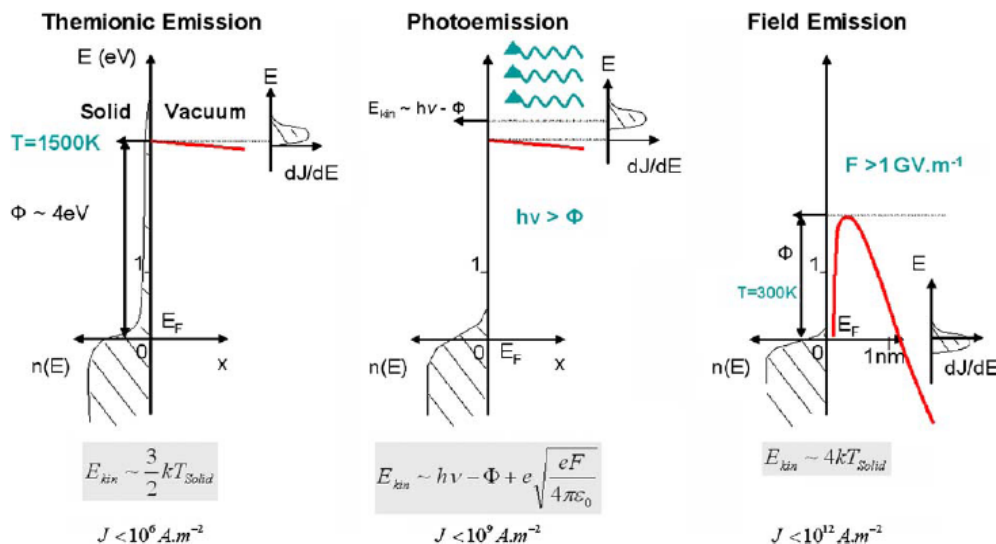 Themionic Emission
E (eV)
Solid
Vacuum
E
T=1500K
dJ/dE
Φ ~ 4eV
1
E_F
0
n(E)
x
E_kin ~ 3/2 kT_Solid
J < 10⁶ A.m⁻²
Photoemission
E
E_kin ~ hν - Φ
dJ/dE
hν > Φ
1
0
E_F
n(E)
x
E_kin ~ hν − Φ + e√(eF/4πε₀)
J < 10⁹ A.m⁻²
Field Emission
F >1 GV.m⁻¹
Φ
1
E
T=300K
E_F
0
1nm
n(E)
dJ/dE
E_kin ~ 4kT_Solid
J < 10¹² A.m⁻²